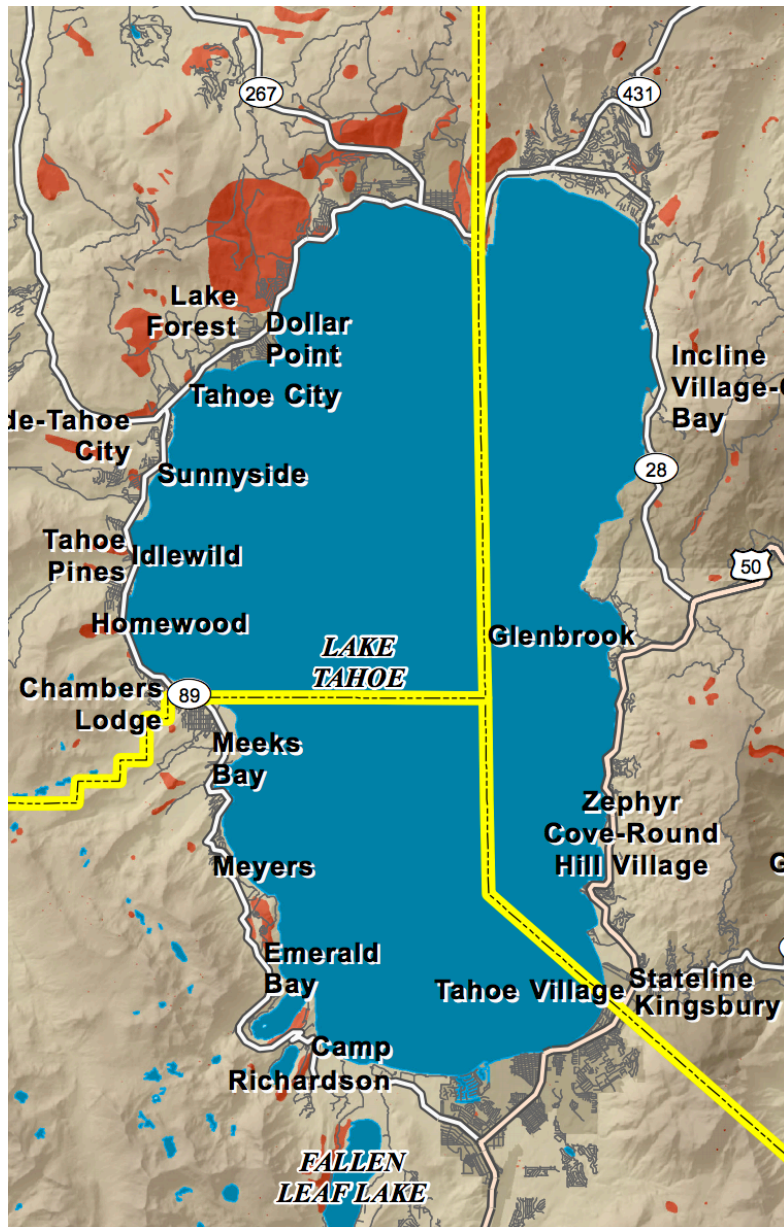 267
431
Lake
Forest
Dollar
Point
Incline
Village-
Bay
Tahoe City
de-Tahoe
City
Sunnyside
28
Tahoe
Pines
Idlewild
50
Homewood
Glenbrook
LAKE
TAHOE
Chambers
Lodge
89
Meeks
Bay
Zephyr
Cove-Round
Hill Village
G
Meyers
Emerald
Bay
Tahoe Village
Stateline
Kingsbury
Camp
Richardson
FALLEN
LEAF LAKE